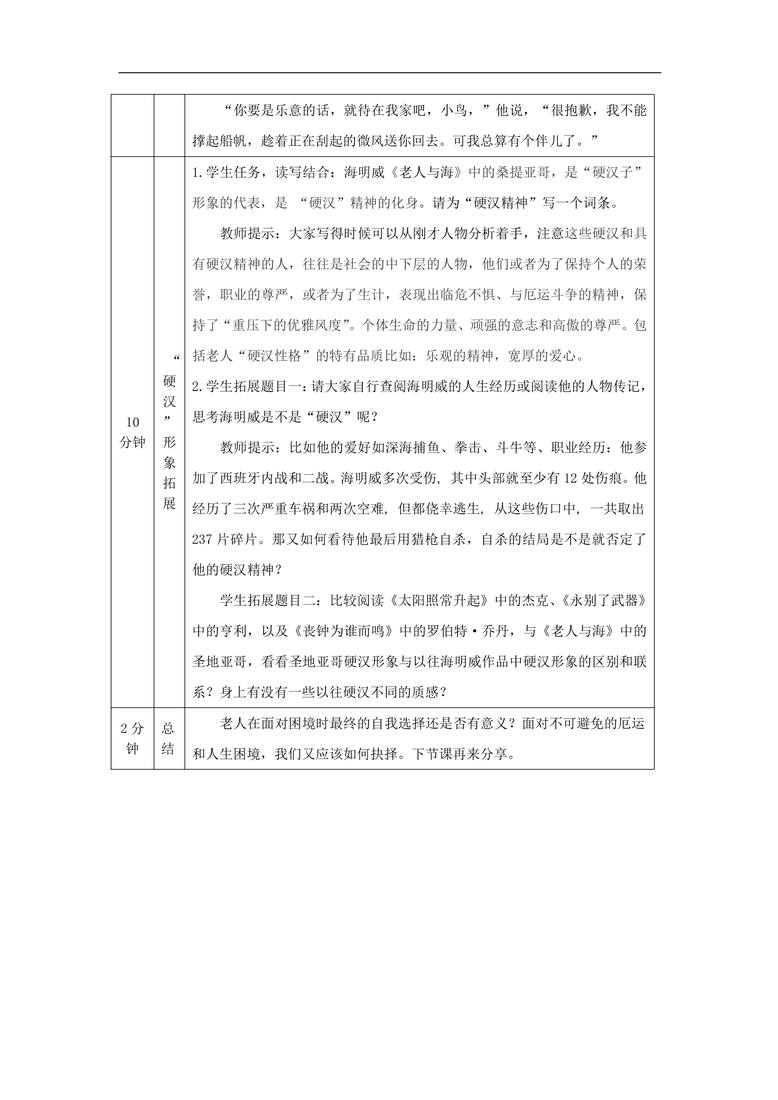 “你要是乐意的话，就待在我家吧，小鸟，”他说，“很抱歉，我不能
撑起船帆，趁着正在刮起的微风送你回去。可我总算有个伴儿了。”
10
分钟
“
硬
汉
”
形
象
拓
展
1.学生任务，读写结合：海明威《老人与海》中的桑提亚哥，是“硬汉子”
形象的代表，是 “硬汉”精神的化身。请为“硬汉精神”写一个词条。
教师提示：大家写得时候可以从刚才人物分析着手，注意这些硬汉和具
有硬汉精神的人，往往是社会的中下层的人物，他们或者为了保持个人的荣
誉，职业的尊严，或者为了生计，表现出临危不惧、与厄运斗争的精神，保
持了“重压下的优雅风度”。个体生命的力量、顽强的意志和高傲的尊严。包
括老人“硬汉性格”的特有品质比如：乐观的精神，宽厚的爱心。
2.学生拓展题目一：请大家自行查阅海明威的人生经历或阅读他的人物传记，
思考海明威是不是“硬汉”呢？
教师提示：比如他的爱好如深海捕鱼、拳击、斗牛等、职业经历：他参
加了西班牙内战和二战。海明威多次受伤, 其中头部就至少有 12 处伤痕。他
经历了三次严重车祸和两次空难, 但都侥幸逃生, 从这些伤口中, 一共取出
237 片碎片。那又如何看待他最后用猎枪自杀，自杀的结局是不是就否定了
他的硬汉精神？
学生拓展题目二：比较阅读《太阳照常升起》中的杰克、《永别了武器》
中的亨利，以及《丧钟为谁而鸣》中的罗伯特·乔丹，与《老人与海》中的
圣地亚哥，看看圣地亚哥硬汉形象与以往海明威作品中硬汉形象的区别和联
系？身上有没有一些以往硬汉不同的质感？
2 分
钟
总
结
老人在面对困境时最终的自我选择还是否有意义？面对不可避免的厄运
和人生困境，我们又应该如何抉择。下节课再来分享。